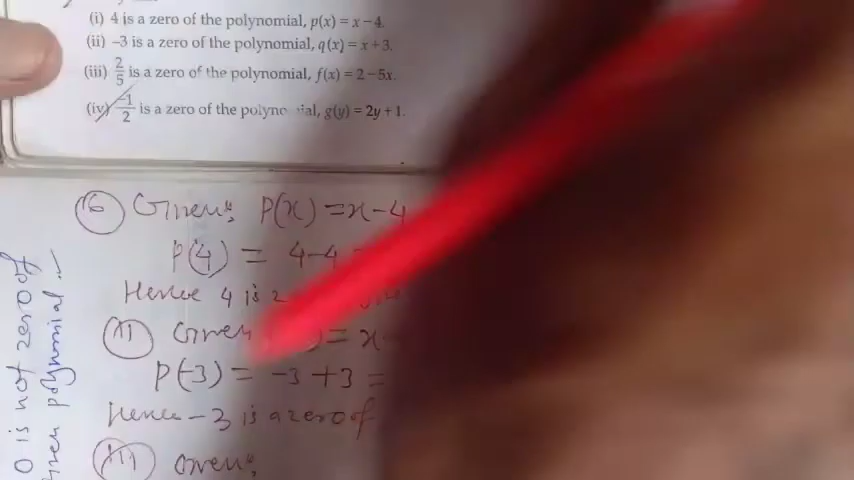 (i) 4 is a zero of the polynomial, p(x) = x – 4.
(ii) –3 is a zero of the polynomial, q(x) = x + 3.
(iii) 2/5 is a zero of the polynomial, f(x) = 2 – 5x.
(iv) –1/2 is a zero of the polyno ial, g(y) = 2y + 1.
Given; P(x) = x – 4
P(4) = 4 – 4
Hence 4 is
Given = x
P(–3) = –3 + 3 =
Hence – 3 is a zero of
Given;
0 is not zero of
given polynomial